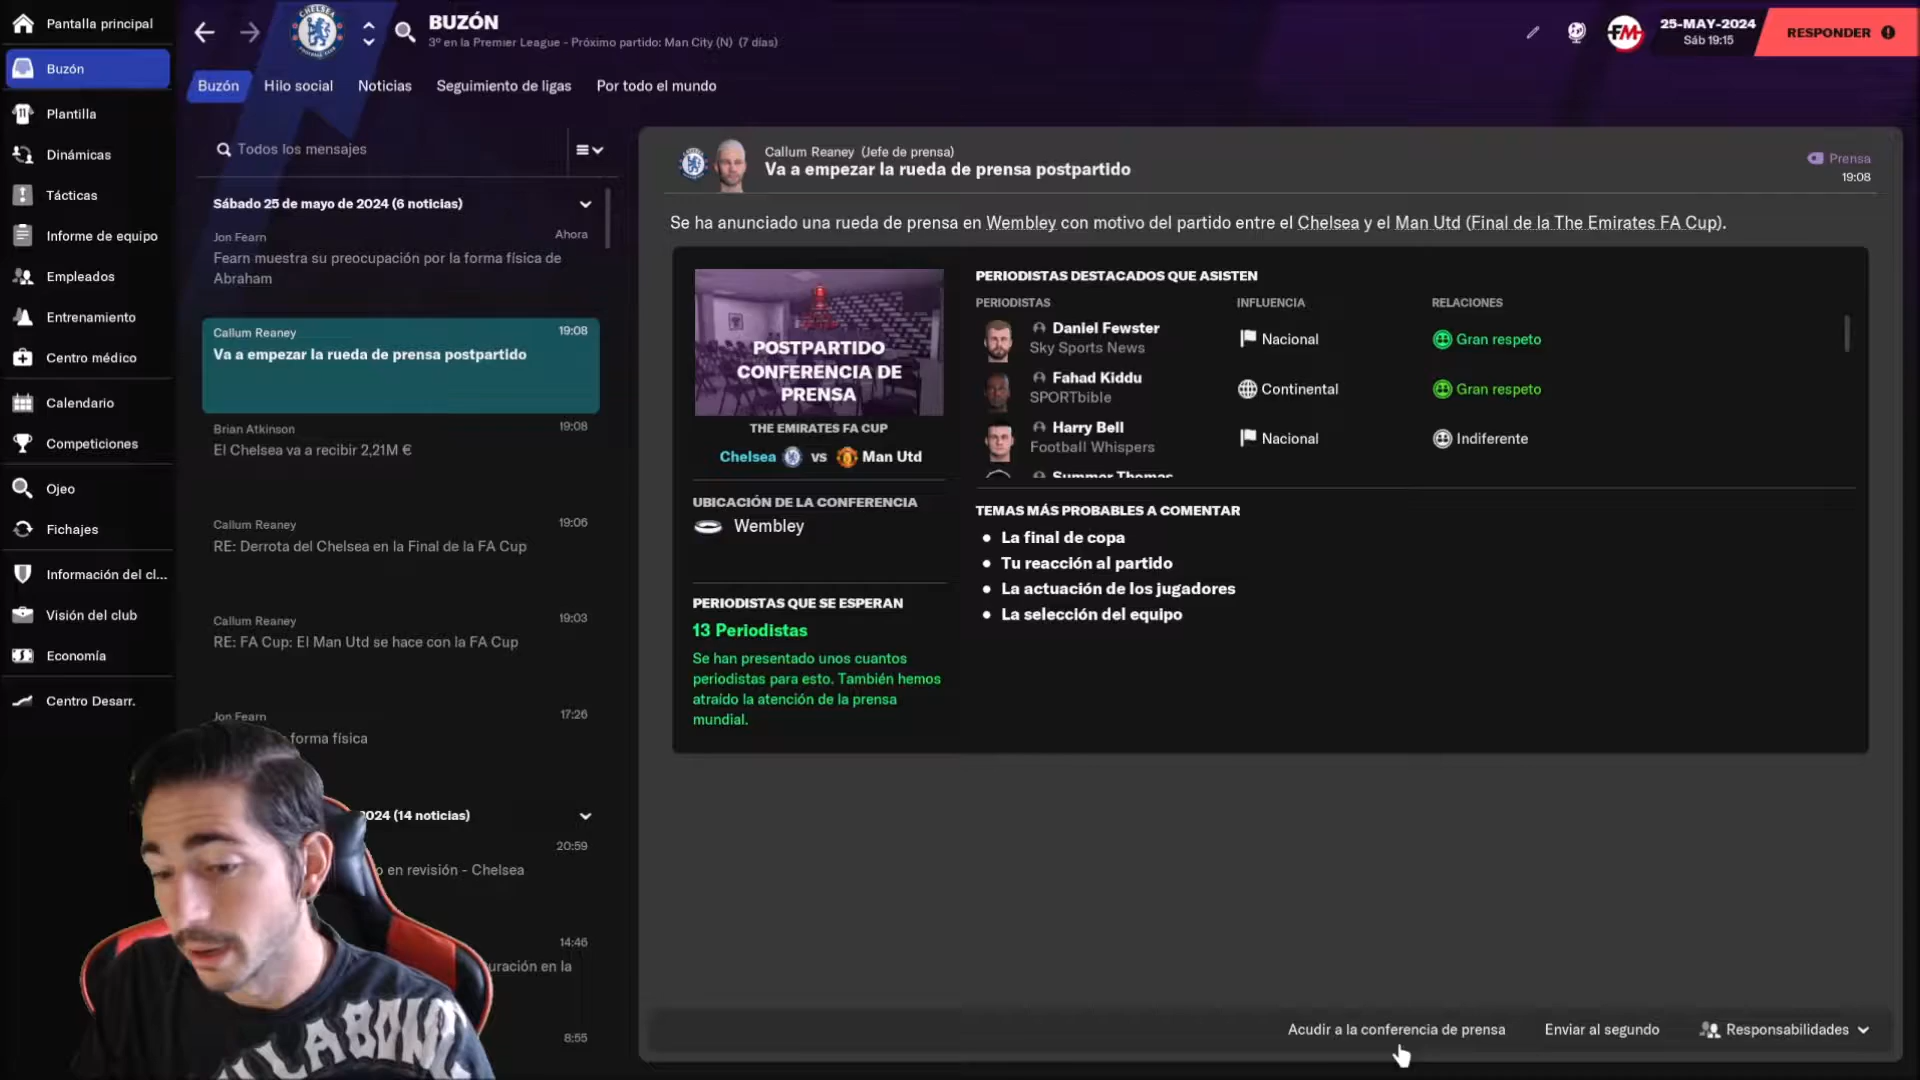 Pantalla principal
Buzón
Plantilla
Dinámicas
Tácticas
Informe de equipo
Empleados
Entrenamiento
Centro médico
Calendario
Competiciones
Ojeo
Fichajes
Información del cl...
Visión del club
Economía
Centro Desarr.
BUZÓN
3º en la Premier League - Próximo partido: Man City (N) (7 días)
FM
25-MAY-2024
Sáb 19:15
RESPONDER
Buzón
Hilo social
Noticias
Seguimiento de ligas
Por todo el mundo
Todos los mensajes
Sábado 25 de mayo de 2024 (6 noticias)
Jon Fearn
Ahora
Fearn muestra su preocupación por la forma física de
Abraham
Callum Reaney
19:08
Va a empezar la rueda de prensa postpartido
Brian Atkinson
19:08
El Chelsea va a recibir 2,21M €
Callum Reaney
19:06
RE: Derrota del Chelsea en la Final de la FA Cup
Callum Reaney
19:03
RE: FA Cup: El Man Utd se hace con la FA Cup
Jon Fearn
17:26
forma física
2024 (14 noticias)
20:59
en revisión - Chelsea
14:46
en la
8:55
Callum Reaney (Jefe de prensa)
Va a empezar la rueda de prensa postpartido
Prensa
19:08
Se ha anunciado una rueda de prensa en Wembley con motivo del partido entre el Chelsea y el Man Utd (Final de la The Emirates FA Cup).
POSTPARTIDO
CONFERENCIA DE
PRENSA
THE EMIRATES FA CUP
Chelsea vs Man Utd
UBICACIÓN DE LA CONFERENCIA
Wembley
PERIODISTAS QUE SE ESPERAN
13 Periodistas
Se han presentado unos cuantos
periodistas para esto. También hemos
atraído la atención de la prensa
mundial.
PERIODISTAS DESTACADOS QUE ASISTEN
PERIODISTAS
INFLUENCIA
RELACIONES
Daniel Fewster
Sky Sports News
Nacional
Gran respeto
Fahad Kiddu
SPORTbible
Continental
Gran respeto
Harry Bell
Football Whispers
Nacional
Indiferente
Summer Thomas
TEMAS MÁS PROBABLES A COMENTAR
La final de copa
Tu reacción al partido
La actuación de los jugadores
La selección del equipo
Acudir a la conferencia de prensa
Enviar al segundo
Responsabilidades